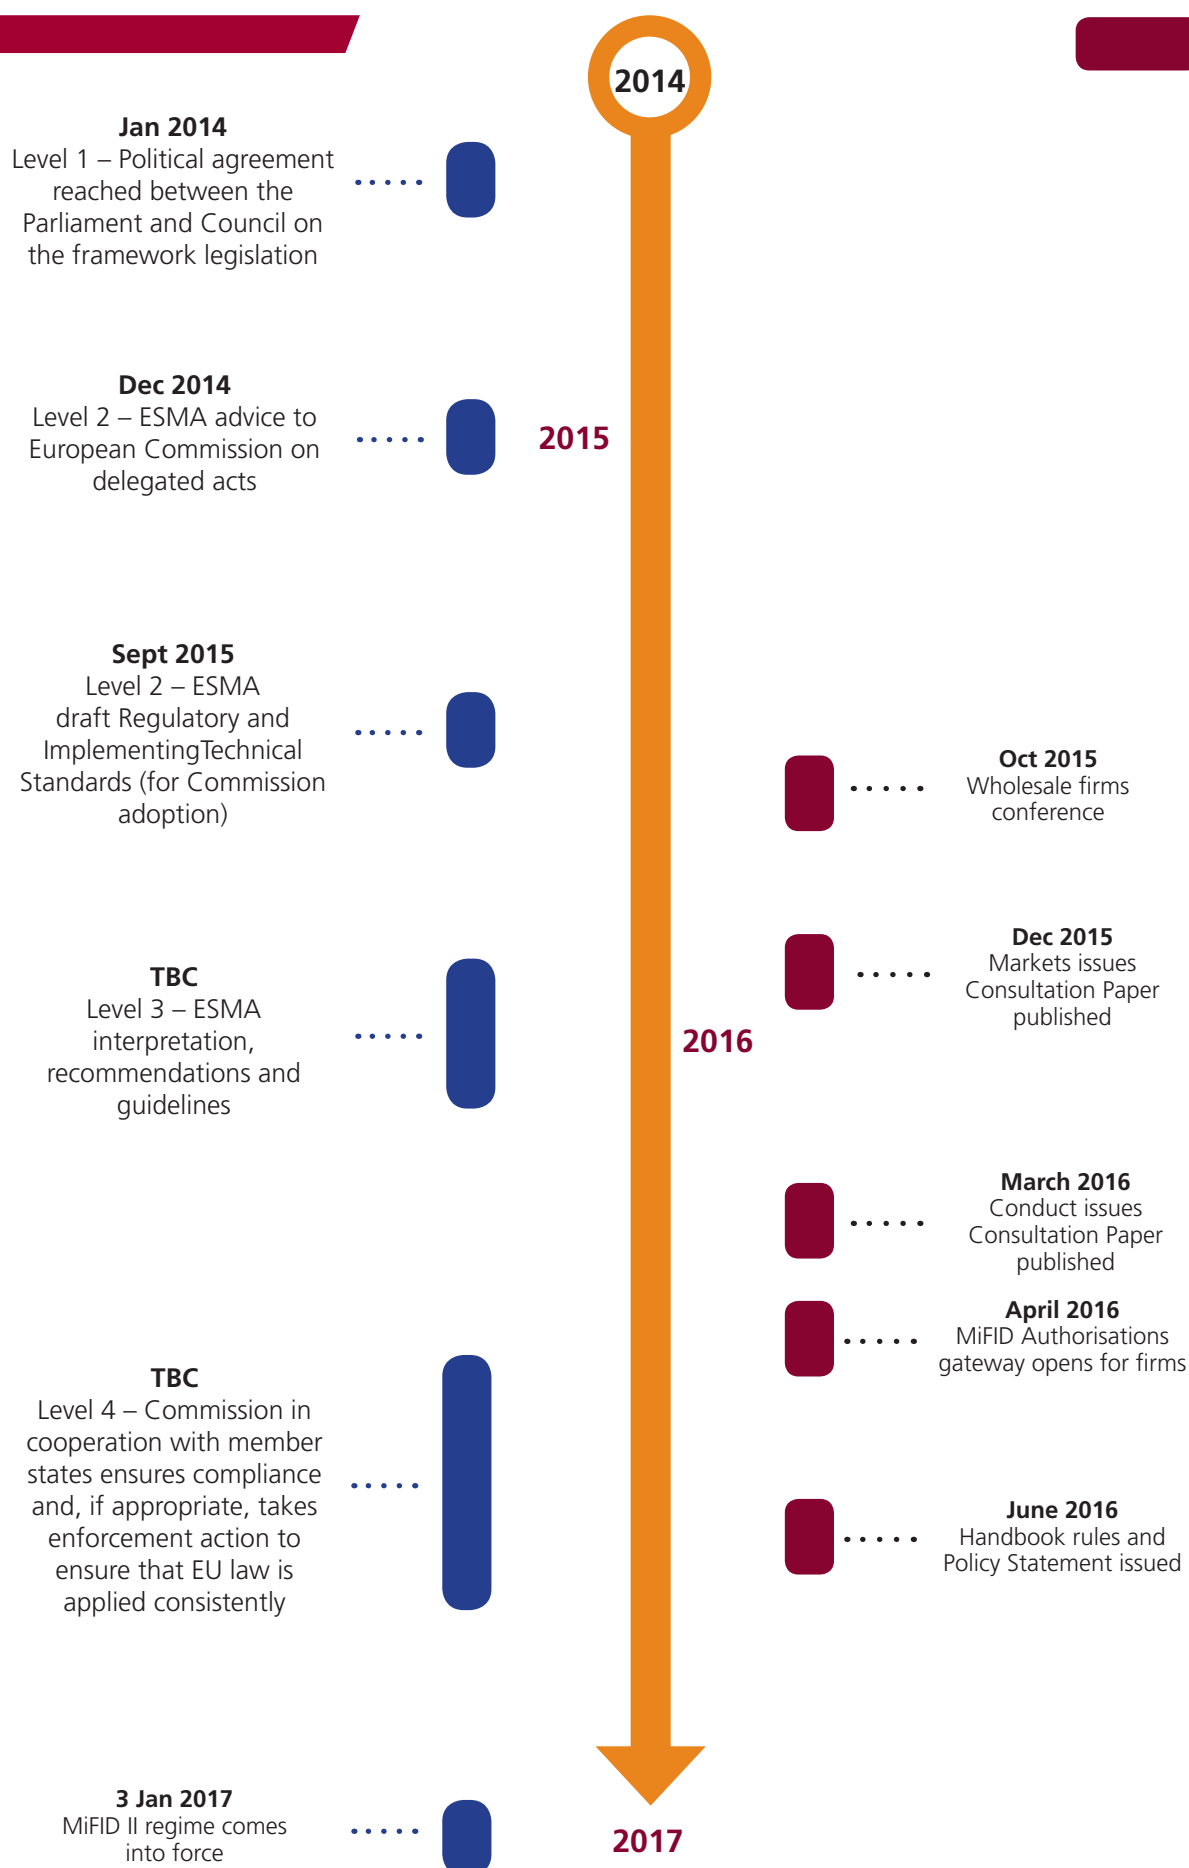 2014
Jan 2014
Level 1 – Political agreement
reached between the
Parliament and Council on
the framework legislation
Dec 2014
Level 2 – ESMA advice to
European Commission on
delegated acts
2015
Sept 2015
Level 2 – ESMA
draft Regulatory and
ImplementingTechnical
Standards (for Commission
adoption)
Oct 2015
Wholesale firms
conference
Dec 2015
Markets issues
Consultation Paper
published
TBC
Level 3 – ESMA
interpretation,
recommendations and
guidelines
2016
March 2016
Conduct issues
Consultation Paper
published
April 2016
MiFID Authorisations
gateway opens for firms
TBC
Level 4 – Commission in
cooperation with member
states ensures compliance
and, if appropriate, takes
enforcement action to
ensure that EU law is
applied consistently
June 2016
Handbook rules and
Policy Statement issued
3 Jan 2017
MiFID II regime comes
into force
2017